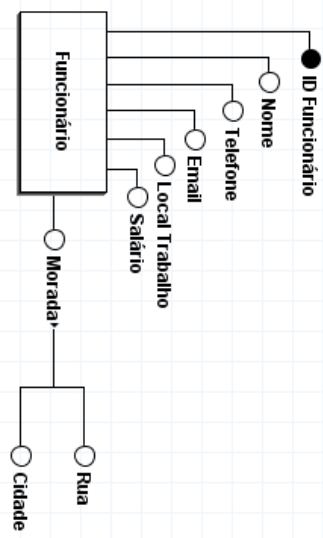 Funcionário
ID Funcionário
Nome
Telefone
Email
Local Trabalho
Salário
Morada
Rua
Cidade